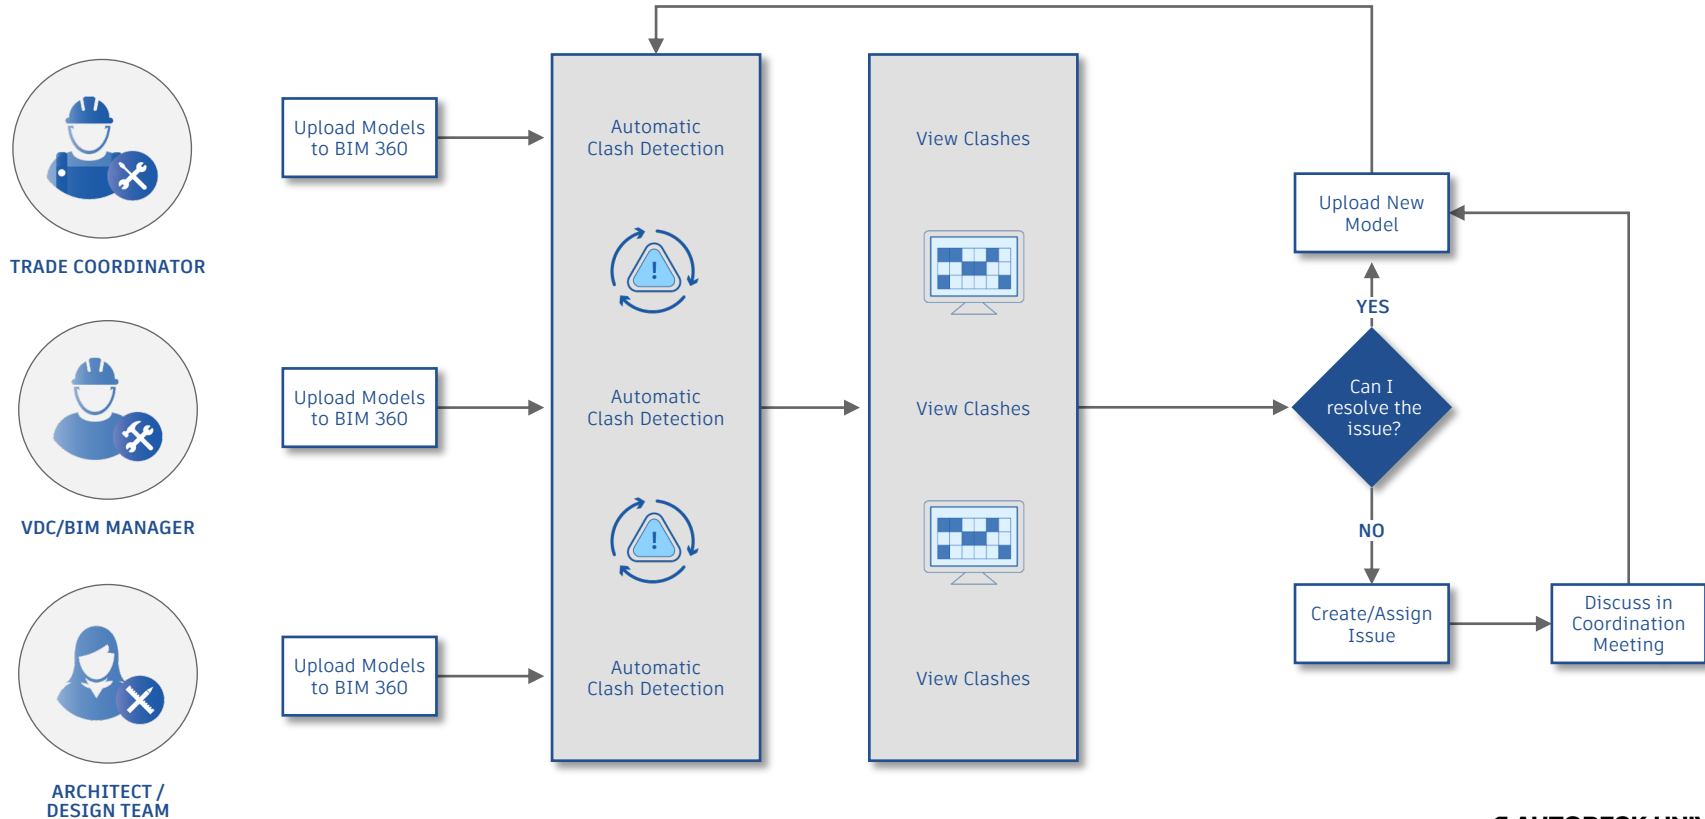 TRADE COORDINATOR
VDC/BIM MANAGER
ARCHITECT /
DESIGN TEAM
Upload Models
to BIM 360
Upload Models
to BIM 360
Upload Models
to BIM 360
Automatic
Clash Detection
!
Automatic
Clash Detection
!
Automatic
Clash Detection
View Clashes
View Clashes
View Clashes
Upload New
Model
YES
Can I
resolve the
issue?
NO
Create/Assign
Issue
Discuss in
Coordination
Meeting
AUTODESK